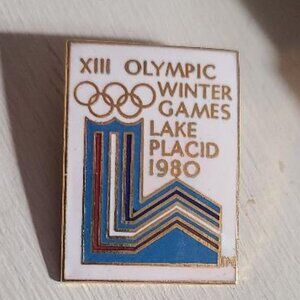 XIII OLYMPIC
WINTER
GAMES
LAKE
PLACID
1980